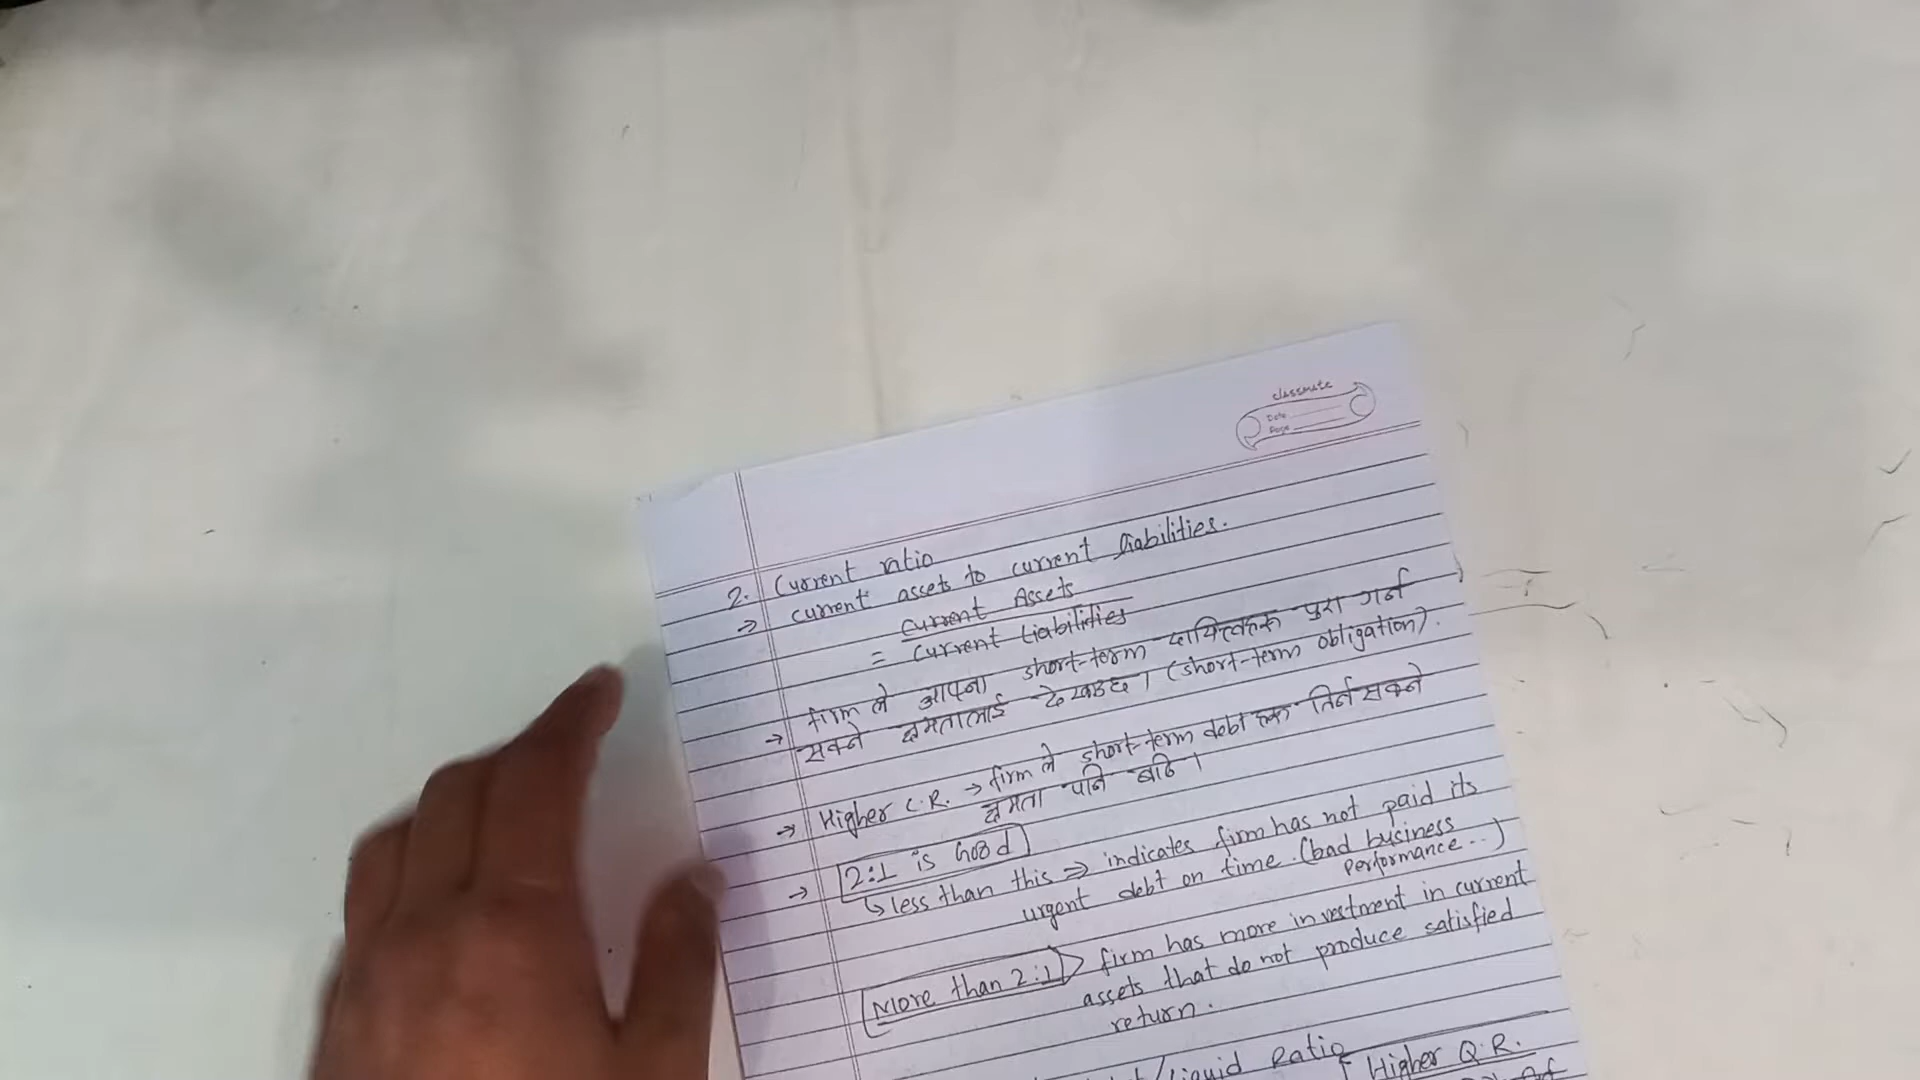 classmate
Date
Page
2. Current ratio
→ current assets to current liabilities.
Current Assets
= Current Liabilities
→ firm ले आफ्ना short-term दायित्वहरू पुरा गर्न
सक्ने क्षमतालाई देखाउछ । (short-term obligation).
→ Higher C.R. → firm ले short-term debt हरू तिर्न सक्ने
क्षमता पनि बढि ।
→ 2:1 is Good
↳ less than this ⇒ indicates firm has not paid its
urgent debt on time. (bad business
performance..)
More than 2:1 firm has more investment in current
assets that do not produce satisfied
return.
/Liquid Ratio
Higher Q.R.